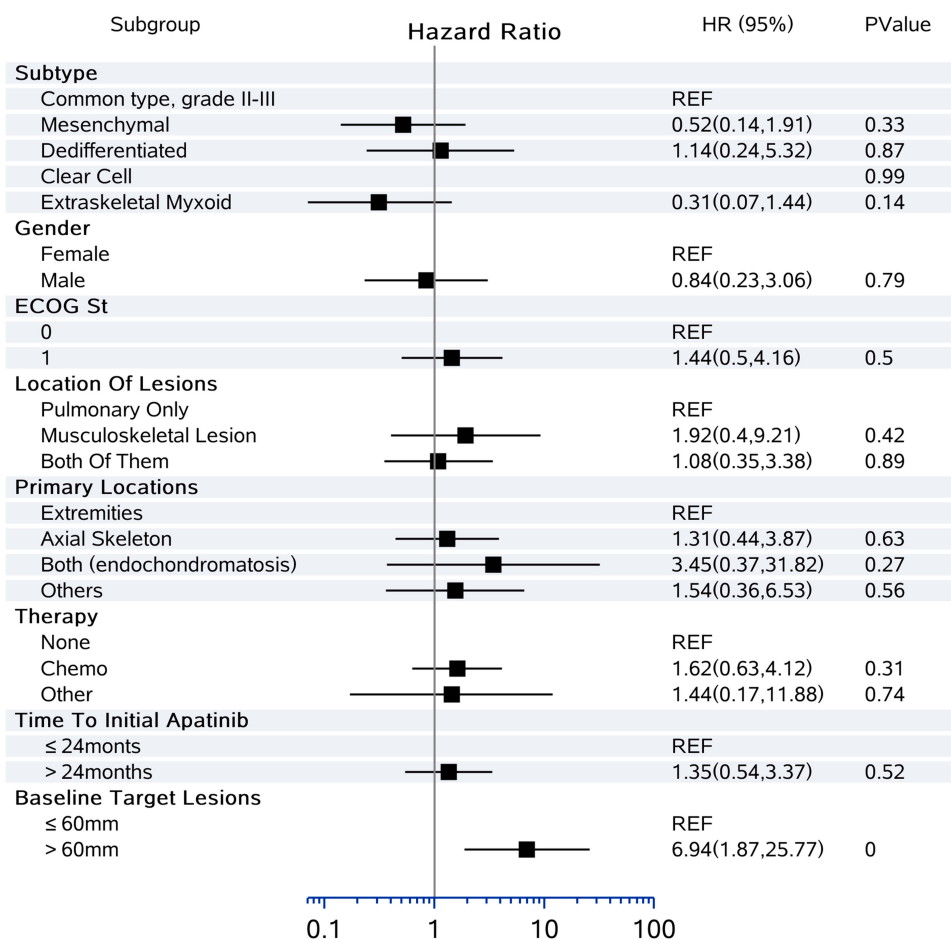 Subgroup Hazard Ratio HR (95%) PValue
Subtype
Common type, grade II-III REF
Mesenchymal 0.52(0.14,1.91) 0.33
Dedifferentiated 1.14(0.24,5.32) 0.87
Clear Cell 0.99
Extraskeletal Myxoid 0.31(0.07,1.44) 0.14
Gender
Female REF
Male 0.84(0.23,3.06) 0.79
ECOG St
0 REF
1 1.44(0.5,4.16) 0.5
Location Of Lesions
Pulmonary Only REF
Musculoskeletal Lesion 1.92(0.4,9.21) 0.42
Both Of Them 1.08(0.35,3.38) 0.89
Primary Locations
Extremities REF
Axial Skeleton 1.31(0.44,3.87) 0.63
Both (endochondromatosis) 3.45(0.37,31.82) 0.27
Others 1.54(0.36,6.53) 0.56
Therapy
None REF
Chemo 1.62(0.63,4.12) 0.31
Other 1.44(0.17,11.88) 0.74
Time To Initial Apatinib
≤ 24monts REF
> 24months 1.35(0.54,3.37) 0.52
Baseline Target Lesions
≤ 60mm REF
> 60mm 6.94(1.87,25.77) 0
0.1 1 10 100